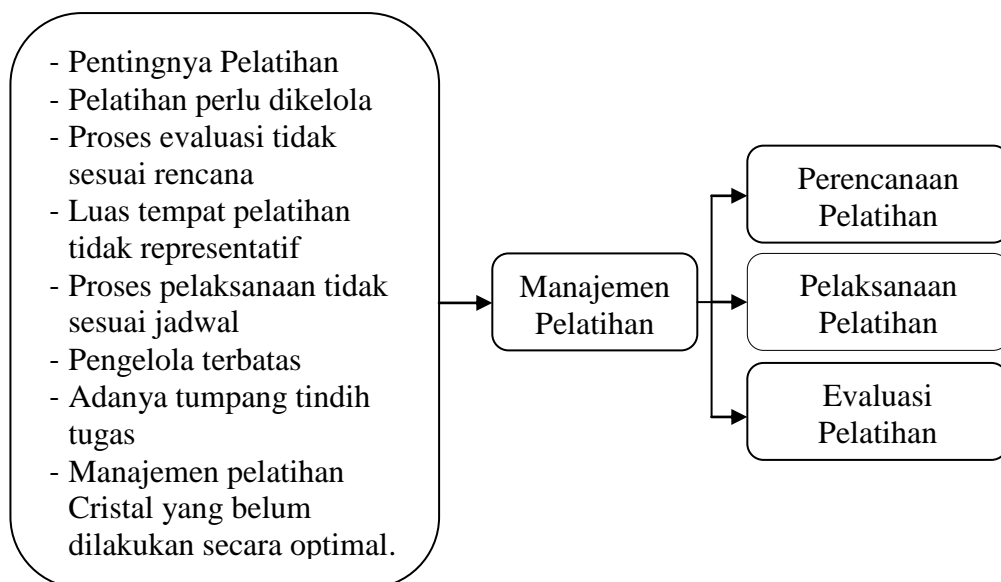 - Pentingnya Pelatihan
- Pelatihan perlu dikelola
- Proses evaluasi tidak
sesuai rencana
- Luas tempat pelatihan
tidak representatif
- Proses pelaksanaan tidak
sesuai jadwal
- Pengelola terbatas
- Adanya tumpang tindih
tugas
- Manajemen pelatihan
Cristal yang belum
dilakukan secara optimal.
Manajemen
Pelatihan
Perencanaan
Pelatihan
Pelaksanaan
Pelatihan
Evaluasi
Pelatihan